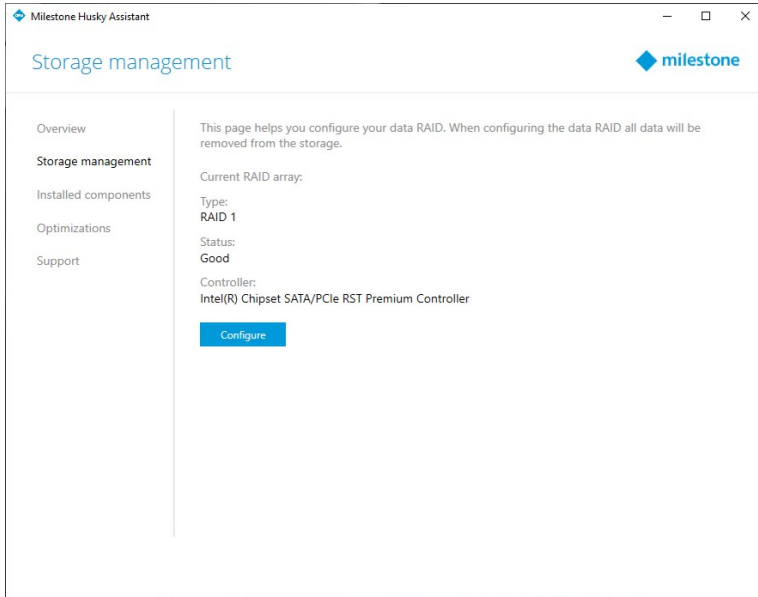 Milestone Husky Assistant
Storage management
milestone
Overview
Storage management
Installed components
Optimizations
Support
This page helps you configure your data RAID. When configuring the data RAID all data will be
removed from the storage.
Current RAID array:
Type:
RAID 1
Status:
Good
Controller:
Intel(R) Chipset SATA/PCIe RST Premium Controller
Configure